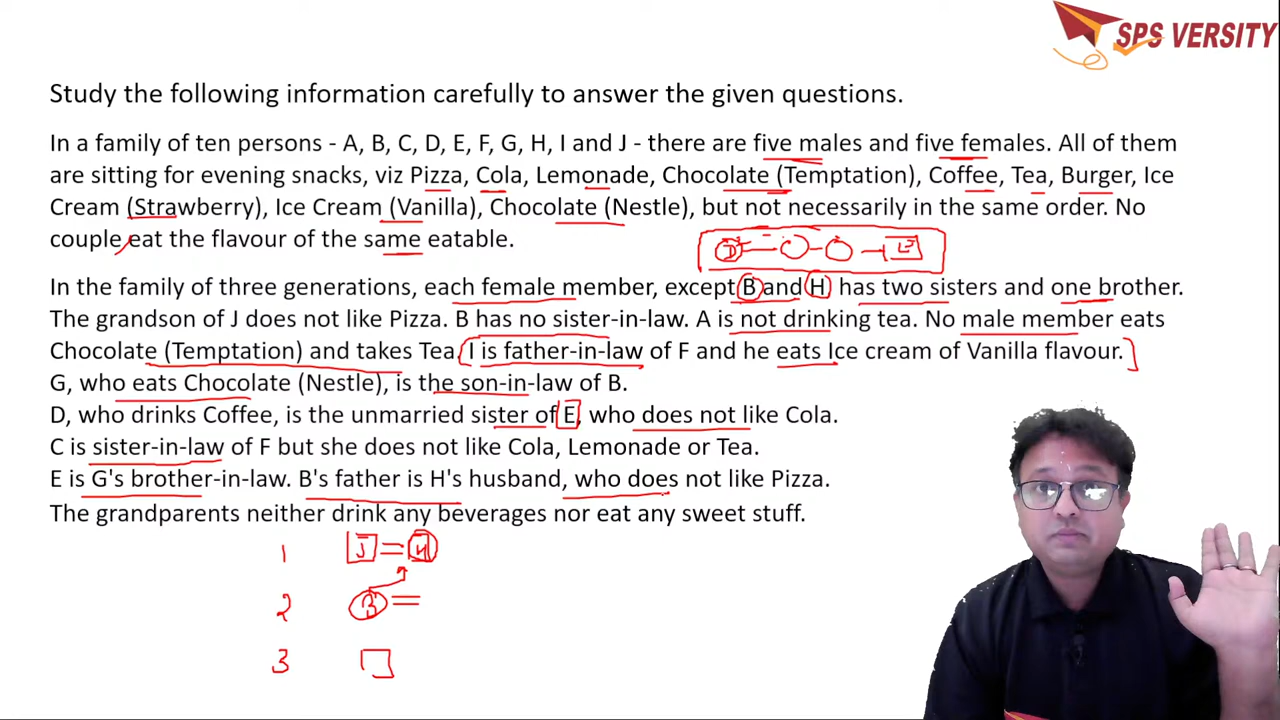 SPS VERSITY
Study the following information carefully to answer the given questions.
In a family of ten persons - A, B, C, D, E, F, G, H, I and J - there are five males and five females. All of them
are sitting for evening snacks, viz Pizza, Cola, Lemonade, Chocolate (Temptation), Coffee, Tea, Burger, Ice
Cream (Strawberry), Ice Cream (Vanilla), Chocolate (Nestle), but not necessarily in the same order. No
couple eat the flavour of the same eatable.
D
E
In the family of three generations, each female member, except B and H has two sisters and one brother.
The grandson of J does not like Pizza. B has no sister-in-law. A is not drinking tea. No male member eats
Chocolate (Temptation) and takes Tea. I is father-in-law of F and he eats Ice cream of Vanilla flavour.
G, who eats Chocolate (Nestle), is the son-in-law of B.
D, who drinks Coffee, is the unmarried sister of E, who does not like Cola.
C is sister-in-law of F but she does not like Cola, Lemonade or Tea.
E is G's brother-in-law. B's father is H's husband, who does not like Pizza.
The grandparents neither drink any beverages nor eat any sweet stuff.
1 J = H
2 B =
3